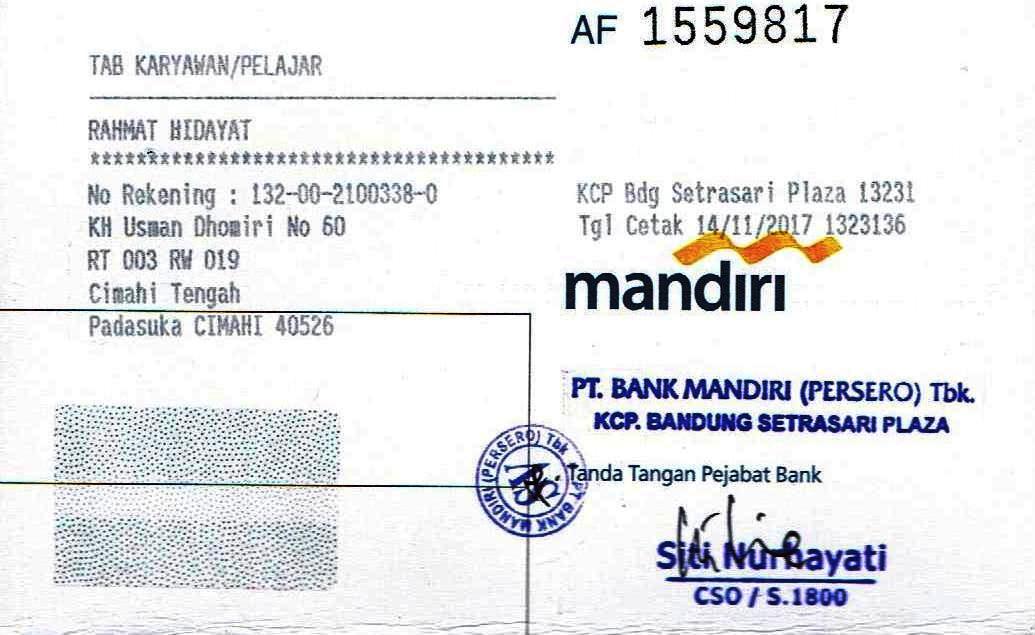 AF 1559817
TAB KARYAWAN/PELAJAR
RAHMAT HIDAYAT
****************************************
No Rekening : 132-00-2100338-0
KH Usman Dhomiri No 60
RT 003 RW 019
Cimahi Tengah
Padasuka CIMAHI 40526
KCP Bdg Setrasari Plaza 13231
Tgl Cetak 14/11/2017 1323136
mandiri
PT. BANK MANDIRI (PERSERO) Tbk.
KCP. BANDUNG SETRASARI PLAZA
PT BANK MANDIRI (PERSERO) Tbk
Tanda Tangan Pejabat Bank
Siti Nurhayati
CSO / S.1800